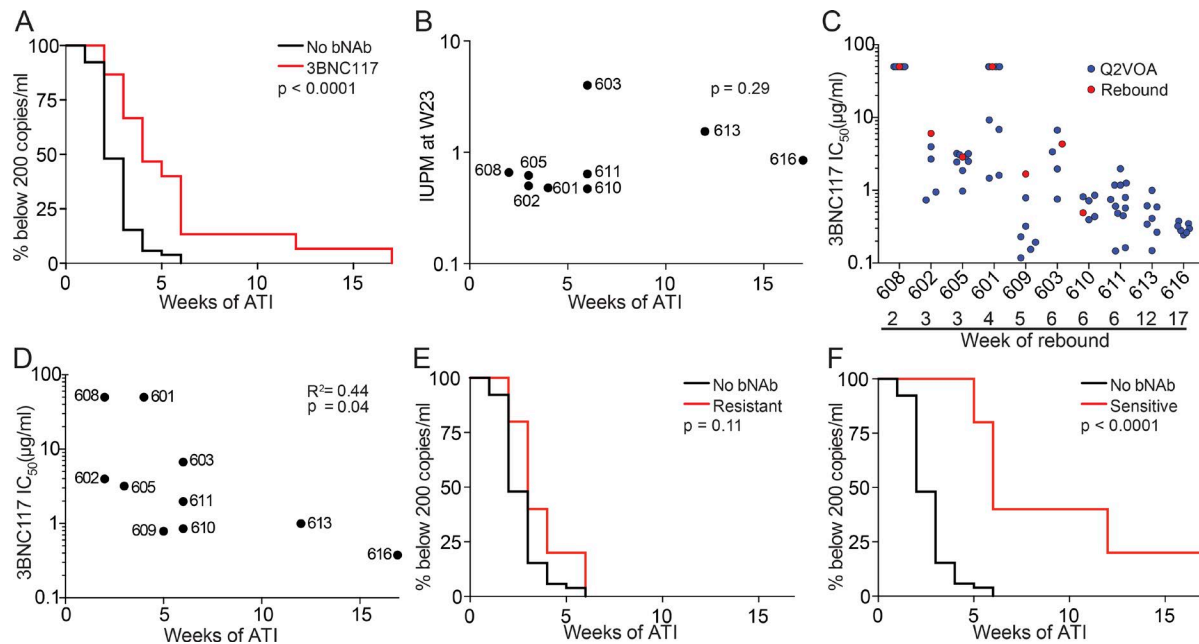 A
% below 200 copies/ml
100
75
50
25
0
No bNAb
3BNC117
p < 0.0001
0
5
10
15
Weeks of ATI
B
IUPM at W23
10
1
0.1
p = 0.29
603
613
616
608
605
602
601
611
610
0
5
10
15
Weeks of ATI
C
3BNC117 IC50(µg/ml)
100
10
1
0.1
Q2VOA
Rebound
608 602 605 601 609 603 610 611 613 616
2 3 3 4 5 6 6 6 12 17
Week of rebound
D
3BNC117 IC50(µg/ml)
100
10
1
0.1
R2= 0.44
p = 0.04
608
601
602
605
603
611
609
610
613
616
0
5
10
15
Weeks of ATI
E
% below 200 copies/ml
100
75
50
25
0
No bNAb
Resistant
p = 0.11
0
5
10
15
Weeks of ATI
F
% below 200 copies/ml
100
75
50
25
0
No bNAb
Sensitive
p < 0.0001
0
5
10
15
Weeks of ATI